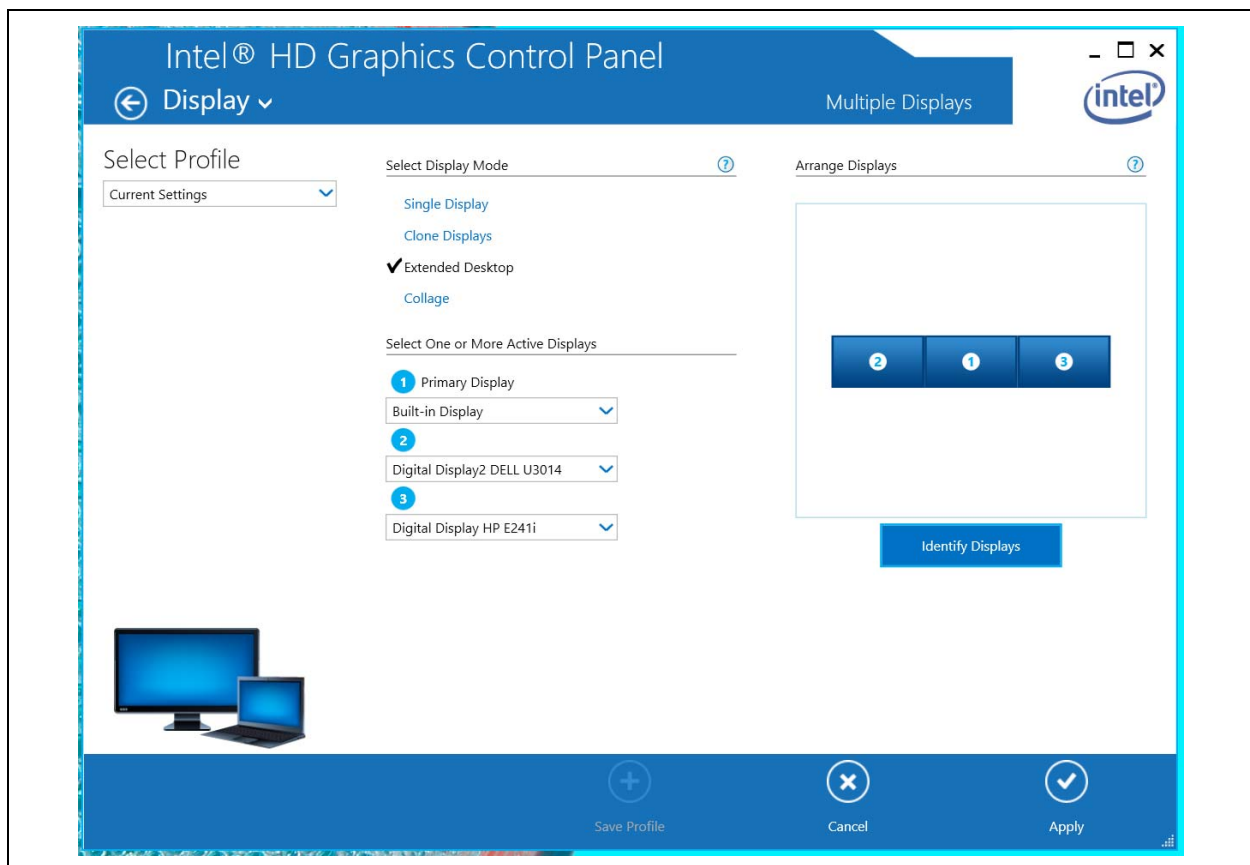 Intel® HD Graphics Control Panel
Display
Multiple Displays
intel®
Select Profile
Current Settings
Select Display Mode
?
Single Display
Clone Displays
Extended Desktop
Collage
Select One or More Active Displays
1 Primary Display
Built-in Display
2
Digital Display2 DELL U3014
3
Digital Display HP E241i
Arrange Displays
?
2 1 3
Identify Displays
Save Profile
Cancel
Apply